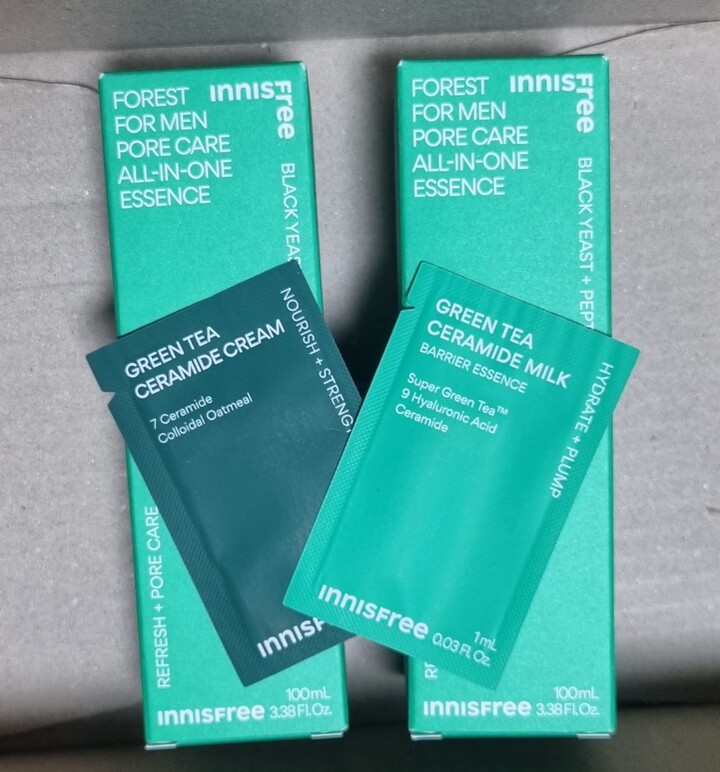 FOREST
FOR MEN
PORE CARE
ALL-IN-ONE
ESSENCE
INNISFree
BLACK YEAS
REFRESH + PORE CARE
INNISFree
100mL
3.38 Fl.Oz.
FOREST
FOR MEN
PORE CARE
ALL-IN-ONE
ESSENCE
INNISFree
BLACK YEAST + PEPT
INNISFree
100mL
3.38 Fl.Oz.
GREEN TEA
CERAMIDE CREAM
7 Ceramide
Colloidal Oatmeal
NOURISH + STRENG
INNISF
GREEN TEA
CERAMIDE MILK
BARRIER ESSENCE
Super Green Tea™
9 Hyaluronic Acid
Ceramide
HYDRATE + PLUMP
INNISFree
1mL
0.03 Fl. Oz.